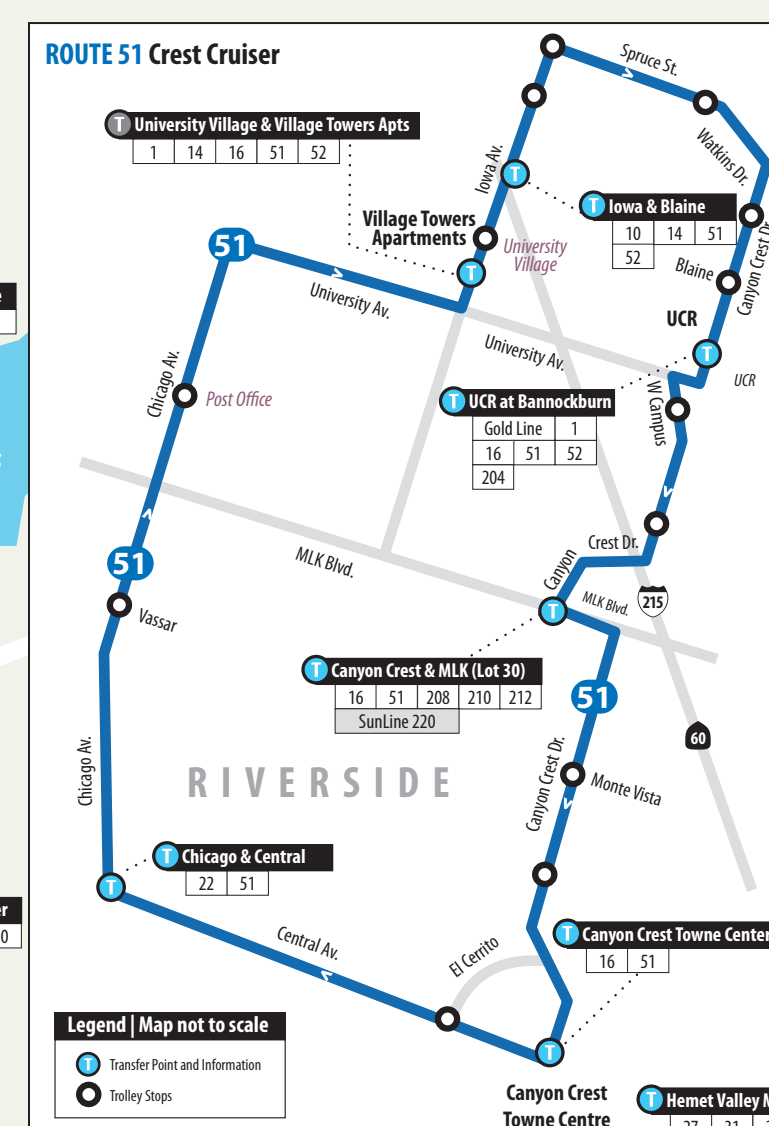 ROUTE 51 Crest Cruiser
Spruce St.
T University Village & Village Towers Apts
1 14 16 51 52
Watkins Dr.
Iowa Av.
T
T Iowa & Blaine
10 14 51
52
Village Towers
Apartments
University
Village
Canyon Crest Dr.
Blaine
51
T
University Av.
UCR
University Av.
T
UCR
Chicago Av.
Post Office
T UCR at Bannockburn
Gold Line 1
16 51 52
204
W Campus
MLK Blvd.
Crest Dr.
Canyon
51
Vassar
T
MLK Blvd.
215
T Canyon Crest & MLK (Lot 30)
16 51 208 210 212
SunLine 220
51
60
Chicago Av.
RIVERSIDE
Canyon Crest Dr.
Monte Vista
T Chicago & Central
22 51
T
Central Av.
El Cerrito
T Canyon Crest Towne Center
16 51
Legend | Map not to scale
T Transfer Point and Information
Trolley Stops
T
Canyon Crest
Towne Centre
T Hemet Valley M
27 31